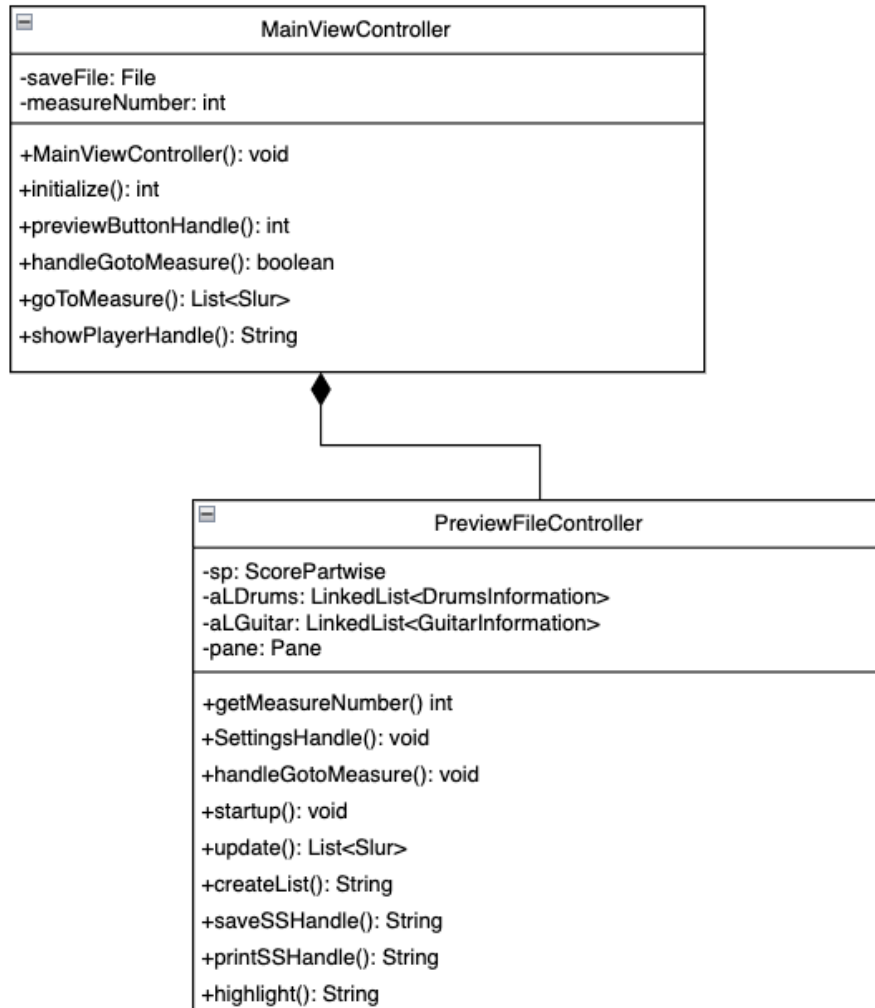 MainViewController
-saveFile: File
-measureNumber: int
+MainViewController(): void
+initialize(): int
+previewButtonHandle(): int
+handleGotoMeasure(): boolean
+goToMeasure(): List<Slur>
+showPlayerHandle(): String
PreviewFileController
-sp: ScorePartwise
-aLDrums: LinkedList<DrumsInformation>
-aLGuitar: LinkedList<GuitarInformation>
-pane: Pane
+getMeasureNumber() int
+SettingsHandle(): void
+handleGotoMeasure(): void
+startup(): void
+update(): List<Slur>
+createList(): String
+saveSSHandle(): String
+printSSHandle(): String
+highlight(): String